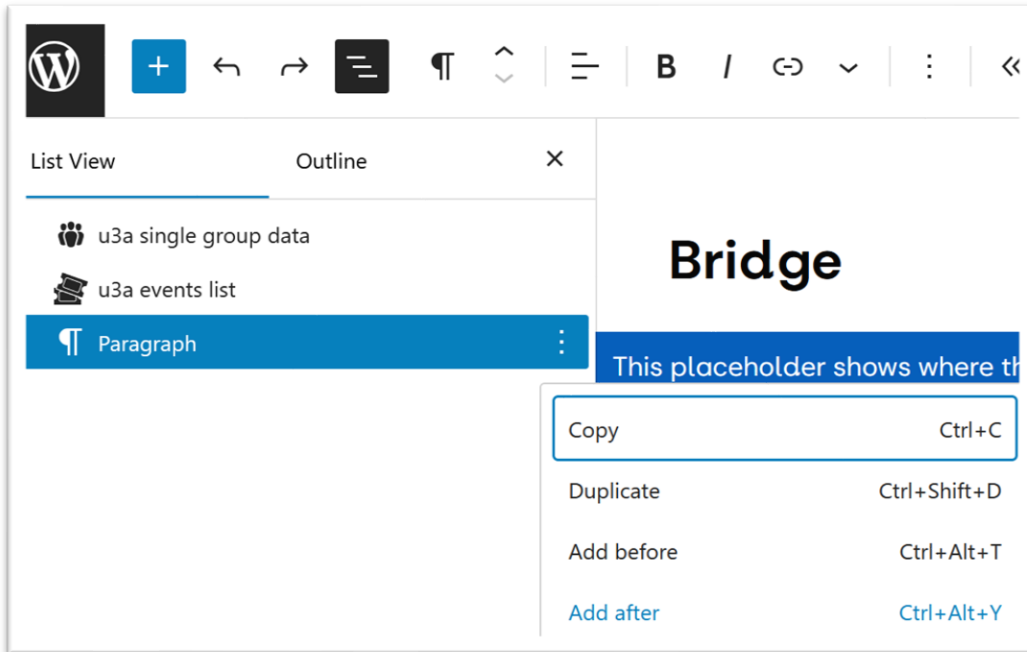 B I
List View Outline
u3a single group data
u3a events list
Paragraph
Bridge
This placeholder shows where th
Copy Ctrl+C
Duplicate Ctrl+Shift+D
Add before Ctrl+Alt+T
Add after Ctrl+Alt+Y